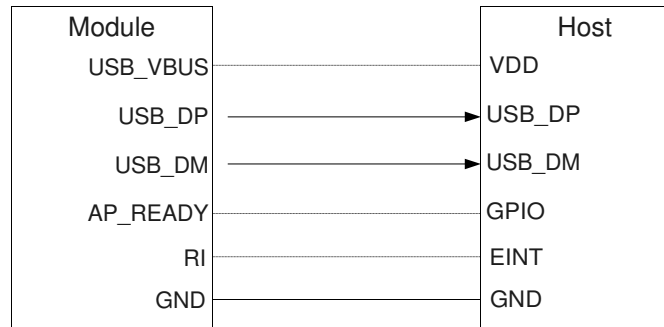 Module
Host
USB_VBUS
VDD
USB_DP
USB_DP
USB_DM
USB_DM
AP_READY
GPIO
RI
EINT
GND
GND